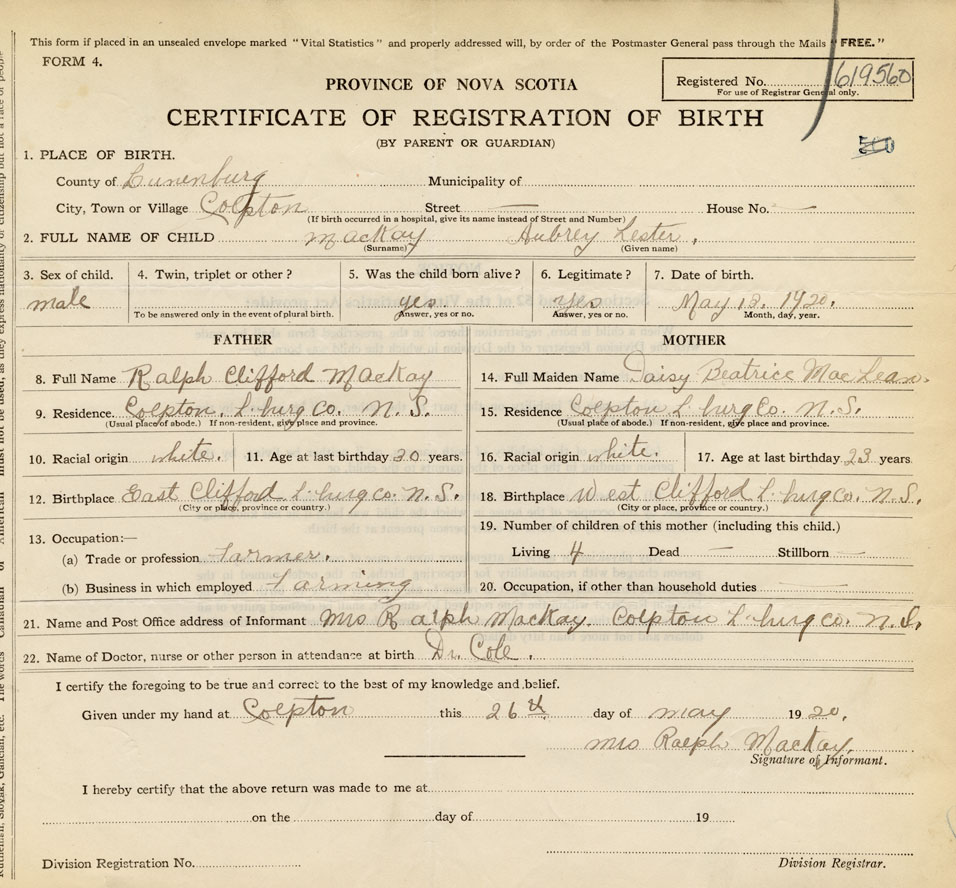 This form if placed in an unsealed envelope marked "Vital Statistics" and properly addressed will, by order of the Postmaster General pass through the Mails "FREE."
FORM 4.
Registered No. 619560
For use of Registrar General only.
PROVINCE OF NOVA SCOTIA
CERTIFICATE OF REGISTRATION OF BIRTH
(BY PARENT OR GUARDIAN)
1. PLACE OF BIRTH.
County of Lunenburg Municipality of
City, Town or Village Colpton Street — House No. —
(If birth occurred in a hospital, give its name instead of Street and Number)
2. FULL NAME OF CHILD MacKay Aubrey Lester.
(Surname) (Given name)
3. Sex of child. 4. Twin, triplet or other? 5. Was the child born alive? 6. Legitimate? 7. Date of birth.
male yes yes May 13. 1920.
To be answered only in the event of plural birth. Answer, yes or no. Answer, yes or no. Month, day, year.
FATHER MOTHER
8. Full Name Ralph Clifford MacKay 14. Full Maiden Name Daisy Beatrice MacLean.
9. Residence. Colpton. L'burg Co. N.S. 15. Residence Colpton L'burg Co. N.S.
(Usual place of abode.) If non-resident, give place and province. (Usual place of abode.) If non-resident, give place and province.
10. Racial origin white. 11. Age at last birthday 30 years. 16. Racial origin white. 17. Age at last birthday 23 years.
12. Birthplace East Clifford L'burg co. N.S. 18. Birthplace West Clifford L'burg co. N.S.
(City or place, province or country.) (City or place, province or country.)
13. Occupation:— 19. Number of children of this mother (including this child.)
(a) Trade or profession Farmer. Living 4 Dead — Stillborn —
(b) Business in which employed Farming 20. Occupation, if other than household duties —
21. Name and Post Office address of Informant Mrs Ralph MacKay. Colpton L'burg co. N.S.
22. Name of Doctor, nurse or other person in attendance at birth Dr. Cole.
I certify the foregoing to be true and correct to the best of my knowledge and belief.
Given under my hand at Colpton this 26th day of may 1920.
mrs Ralph MacKay.
Signature of Informant.
I hereby certify that the above return was made to me at
on the day of 19
Division Registration No.
Division Registrar.